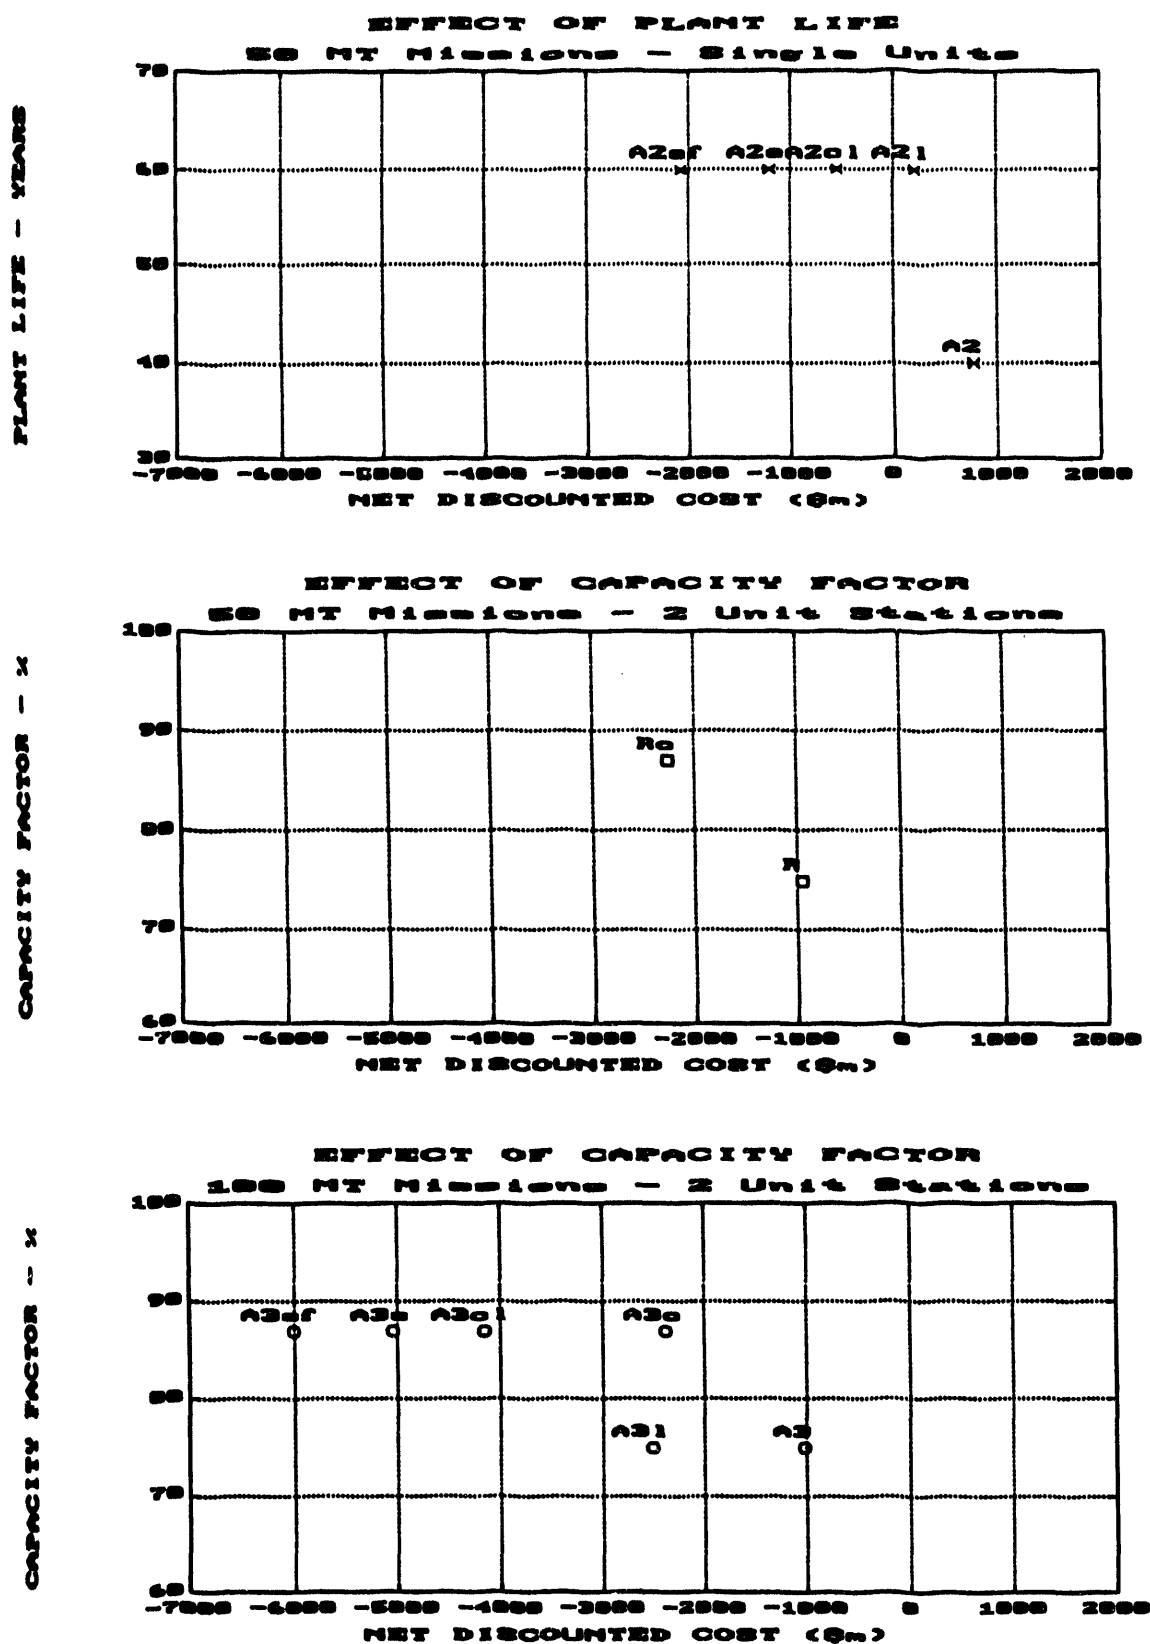 EFFECT OF PLANT LIFE
50 MT Missions - Single Units
PLANT LIFE - YEARS
70
60
50
40
30
A2ef A2e A2cl A2l
A2
-7000 -6000 -5000 -4000 -3000 -2000 -1000 0 1000 2000
NET DISCOUNTED COST ($m)
EFFECT OF CAPACITY FACTOR
50 MT Missions - 2 Unit Stations
CAPACITY FACTOR - %
100
90
80
70
60
Rc
R
-7000 -6000 -5000 -4000 -3000 -2000 -1000 0 1000 2000
NET DISCOUNTED COST ($m)
EFFECT OF CAPACITY FACTOR
100 MT Missions - 2 Unit Stations
CAPACITY FACTOR - %
100
90
80
70
60
A3ef A3e A3cl A3c
A3l A3
-7000 -6000 -5000 -4000 -3000 -2000 -1000 0 1000 2000
NET DISCOUNTED COST ($m)